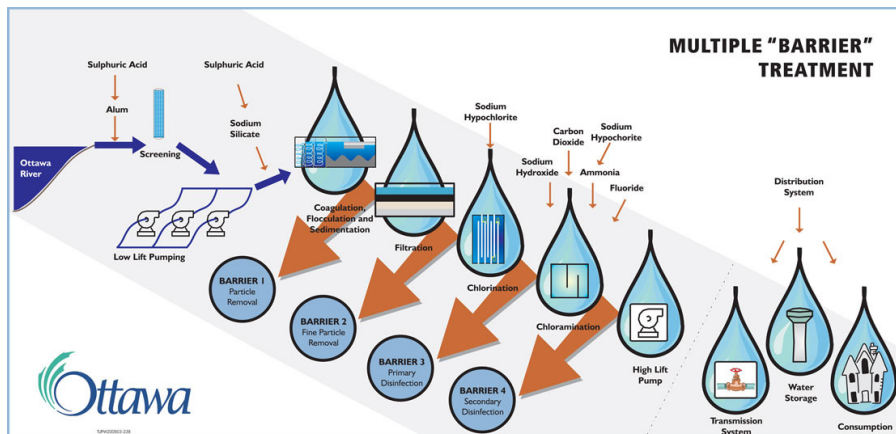 MULTIPLE "BARRIER"
TREATMENT
Sulphuric Acid
Sulphuric Acid
Alum
Sodium
Silicate
Ottawa
River
Screening
Low Lift Pumping
Coagulation,
Flocculation and
Sedimentation
Filtration
Sodium
Hypochlorite
Chlorination
Sodium
Hydroxide
Carbon
Dioxide
Sodium
Hypochorite
Ammonia
Fluoride
Chloramination
High Lift
Pump
Distribution
System
Transmission
System
Water
Storage
Consumption
BARRIER 1
Particle
Removal
BARRIER 2
Fine Particle
Removal
BARRIER 3
Primary
Disinfection
BARRIER 4
Secondary
Disinfection
Ottawa